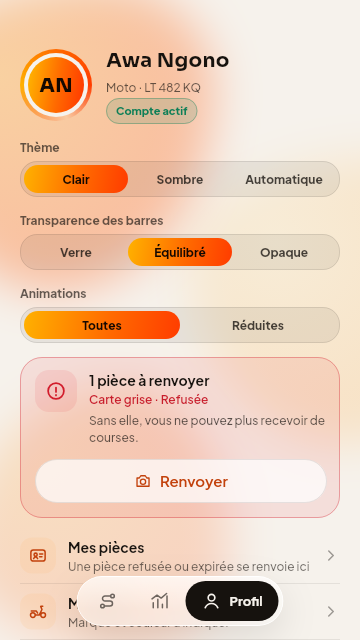 AN
Awa Ngono
Moto · LT 482 KQ
Compte actif
Thème
Clair
Sombre
Automatique
Transparence des barres
Verre
Équilibré
Opaque
Animations
Toutes
Réduites
1 pièce à renvoyer
Carte grise · Refusée
Sans elle, vous ne pouvez plus recevoir de
courses.
Renvoyer
Mes pièces
Une pièce refusée ou expirée se renvoie ici
Profil